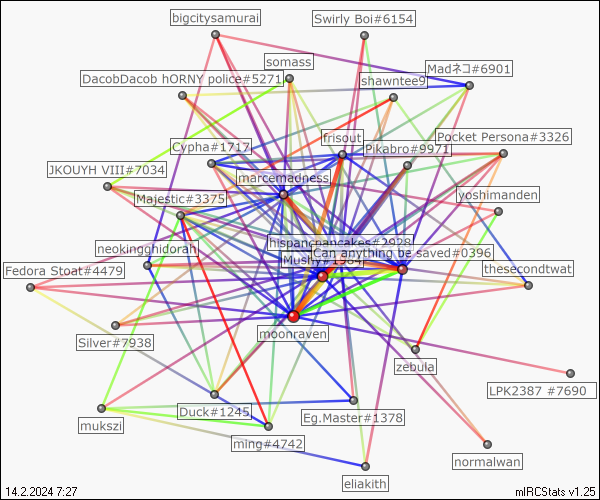 bigcitysamurai
Swirly Boi#6154
somass
Madネコ#6901
DacobDacob hORNY police#5271
shawntee9
frisout
Pocket Persona#3326
Cypha#1717
Pikabro#9971
JKOUYH VIII#7034
marcemadness
Majestic#3375
yoshimanden
neokingghidorah
hispancpancakes#2928
Can anything be saved#0396
Fedora Stoat#4479
thesecondtwat
moonraven
Silver#7938
zebula
LPK2387 #7690
Duck#1245
Eg.Master#1378
mukszi
ming#4742
normalwan
eliakith
14.2.2024 7:27
mIRCStats v1.25